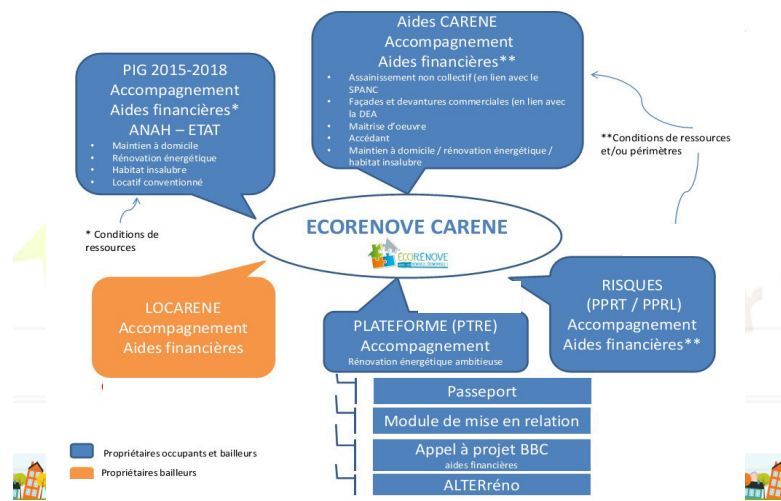 PIG 2015-2018
Accompagnement
Aides financières*
ANAH – ETAT
• Maintien à domicile
• Rénovation énergétique
• Habitat insalubre
• Locatif conventionné
Aides CARENE
Accompagnement
Aides financières**
• Assainissement non collectif (en lien avec le
SPANC
• Façades et devantures commerciales (en lien avec
la DEA
• Maitrise d'oeuvre
• Accédant
• Maintien à domicile / rénovation énergétique /
habitat insalubre
**Conditions de ressources
et/ou périmètres
* Conditions de
ressources
ECORENOVE CARENE
ÉCORÉNOVE
LOCARENE
Accompagnement
Aides financières
PLATEFORME (PTRE)
Accompagnement
Rénovation énergétique ambitieuse
RISQUES
(PPRT / PPRL)
Accompagnement
Aides financières**
Passeport
Module de mise en relation
Appel à projet BBC
aides financières
ALTERréno
Propriétaires occupants et bailleurs
Propriétaires bailleurs